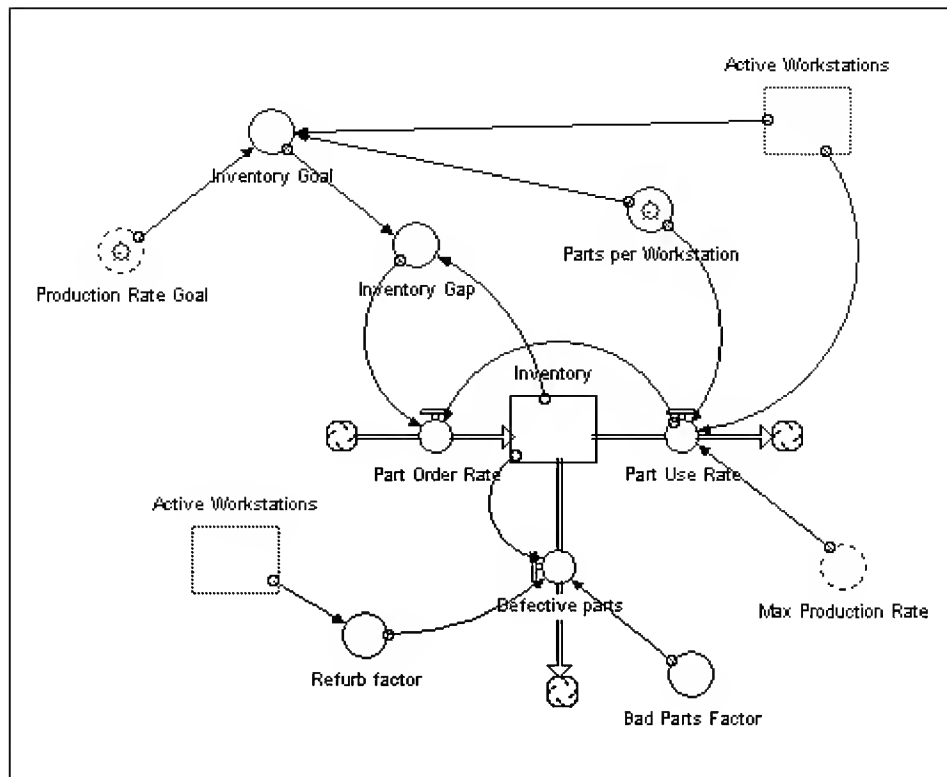 Active Workstations
Inventory Goal
Parts per Workstation
Production Rate Goal
Inventory Gap
Inventory
Part Order Rate
Part Use Rate
Active Workstations
Defective parts
Max Production Rate
Refurb factor
Bad Parts Factor